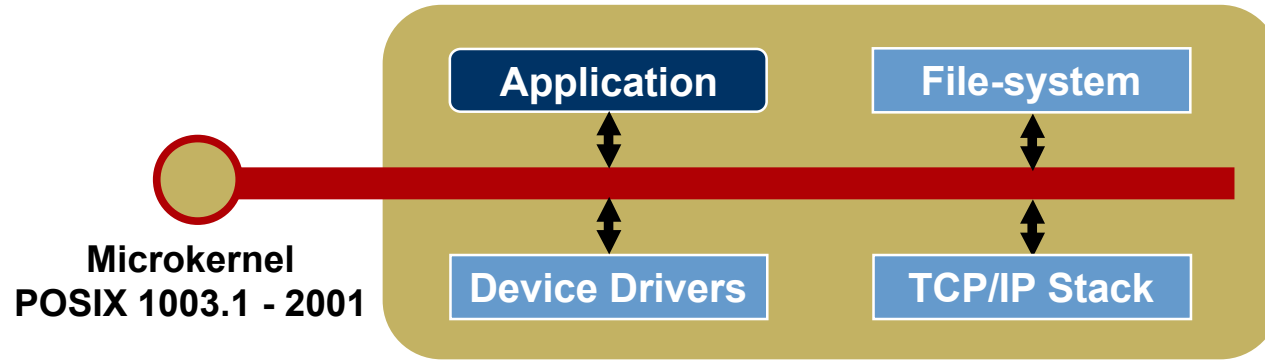 Application
File-system
Microkernel
POSIX 1003.1 - 2001
Device Drivers
TCP/IP Stack